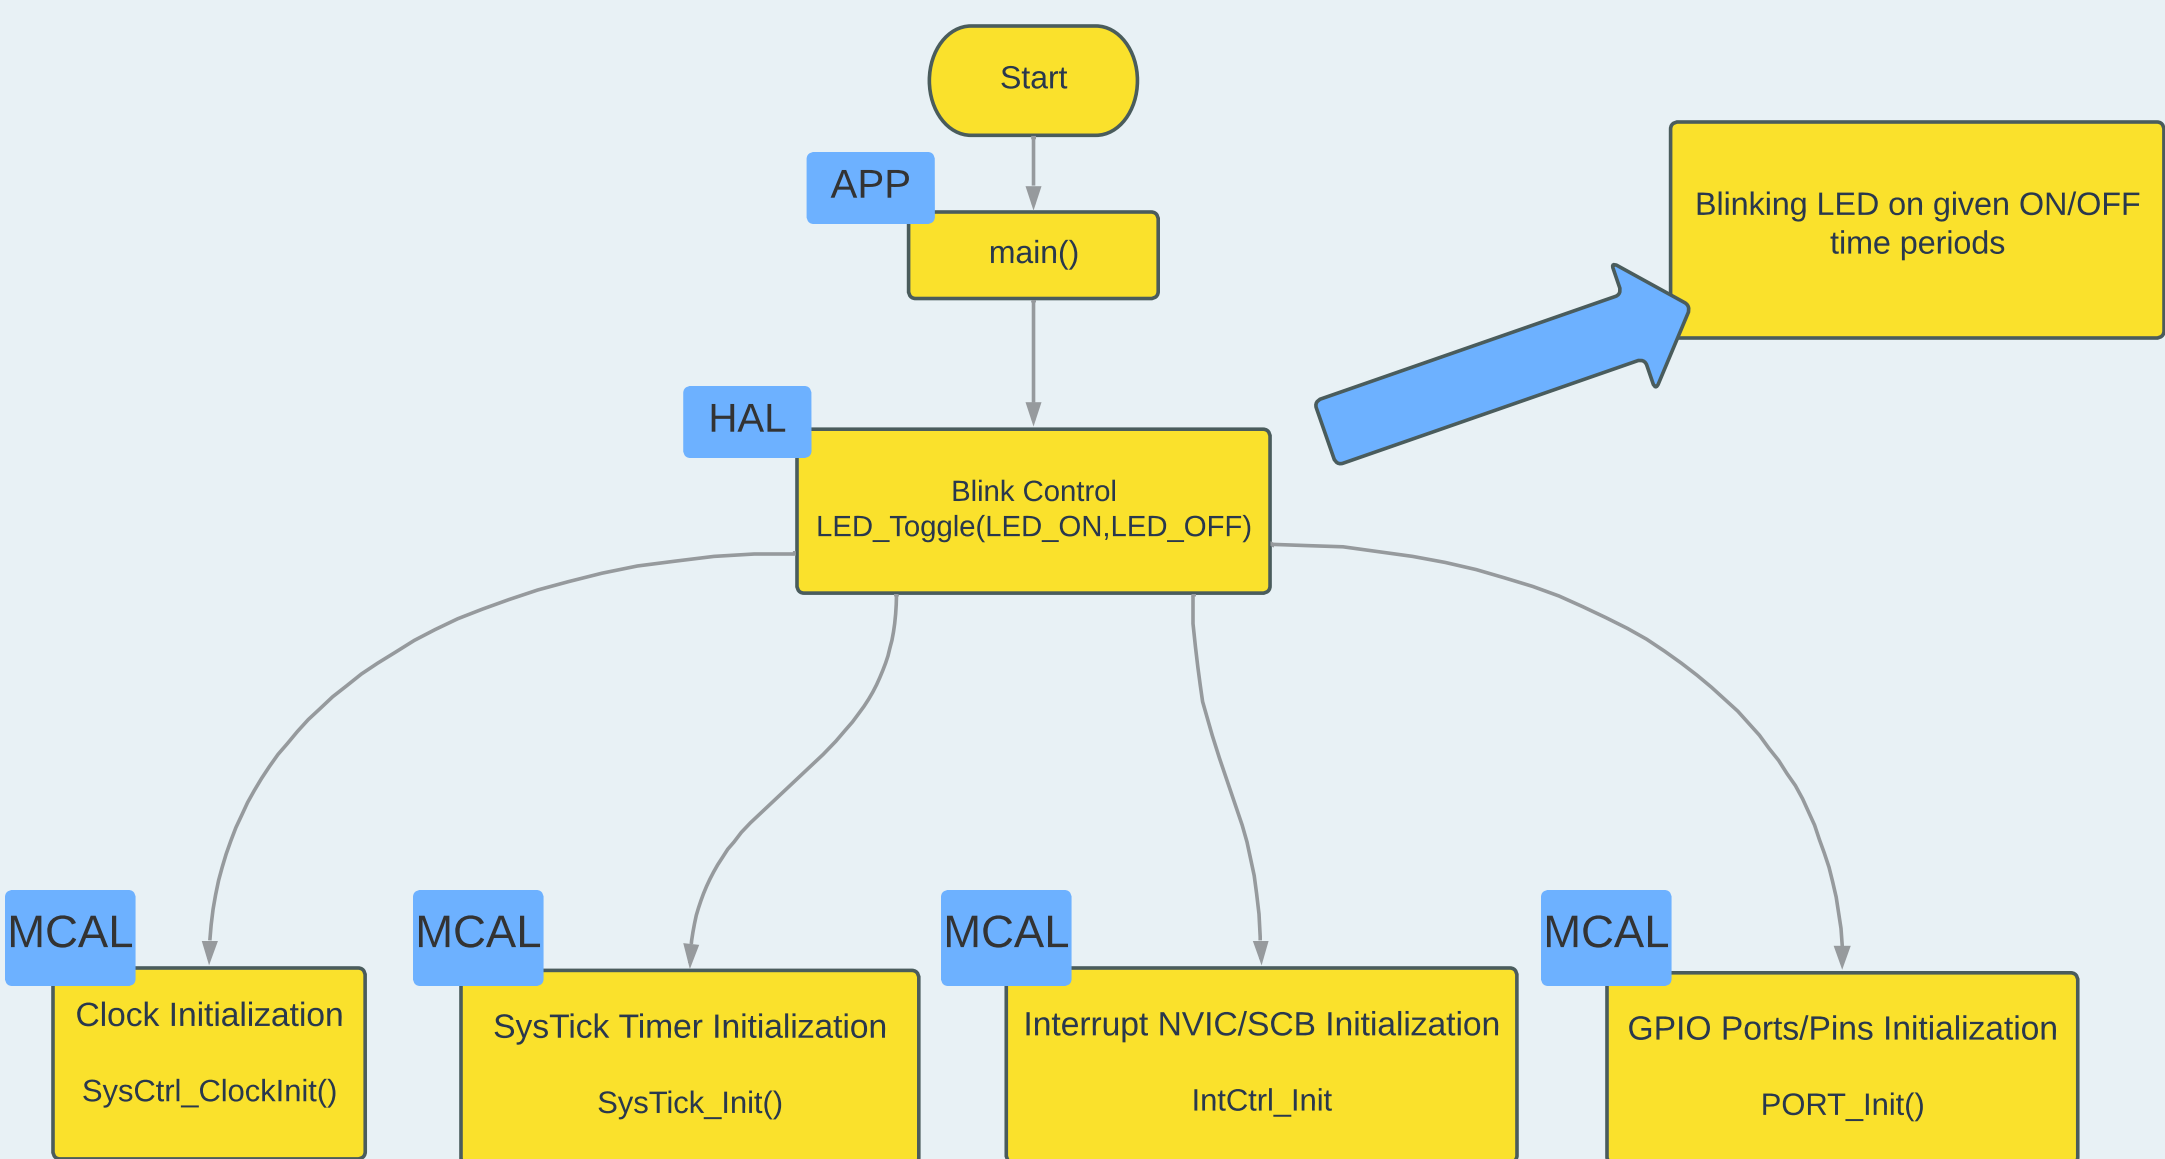 Start
APP
main()
Blinking LED on given ON/OFF
time periods
HAL
Blink Control
LED_Toggle(LED_ON,LED_OFF)
MCAL
Clock Initialization
SysCtrl_ClockInit()
MCAL
SysTick Timer Initialization
SysTick_Init()
MCAL
Interrupt NVIC/SCB Initialization
IntCtrl_Init
MCAL
GPIO Ports/Pins Initialization
PORT_Init()